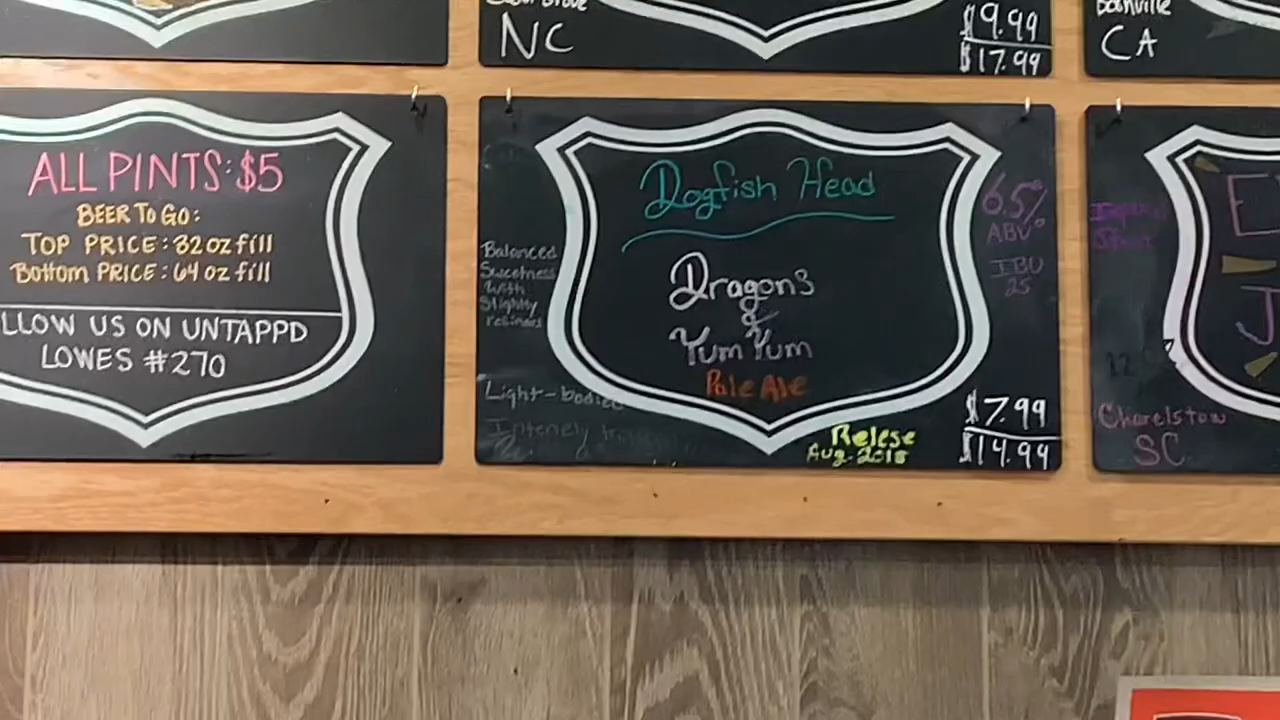 NC
$9.99
$17.99
CA
ALL PINTS: $5
BEER TO GO:
TOP PRICE: 32 oz fill
Bottom PRICE: 64 oz fill
LLOW US ON UNTAPPD
LOWES #270
Dogfish Head
Dragons
&
Yum Yum
Pale Ale
Balanced
Sweetness
With
Slightly
Light-bodied
6.5%
ABV
IBU
25
Relese
Aug. 2018
$7.99
$14.99
12
Charelstow
SC
E
J